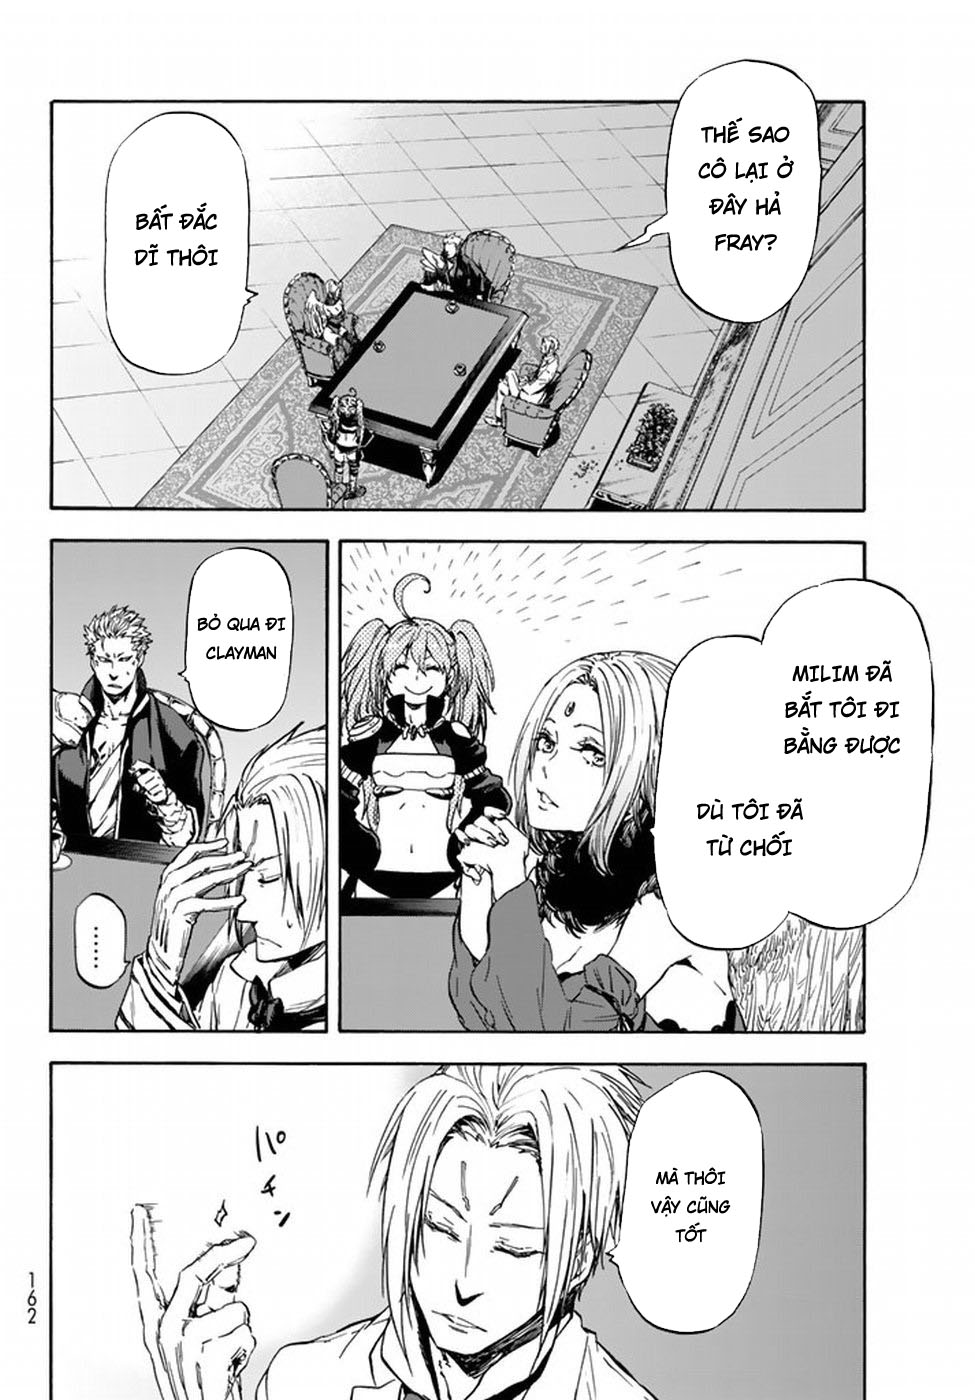 THẾ SAO
CÔ LẠI Ở
ĐÂY HẢ
FRAY?
BẤT ĐẮC
DĨ THÔI
MILIM ĐÃ
BẮT TÔI ĐI
BẰNG ĐƯỢC
DÙ TÔI ĐÃ
TỪ CHỐI
BỎ QUA ĐI
CLAYMAN
......
MÀ THÔI
VẬY CŨNG
TỐT
パチン
162